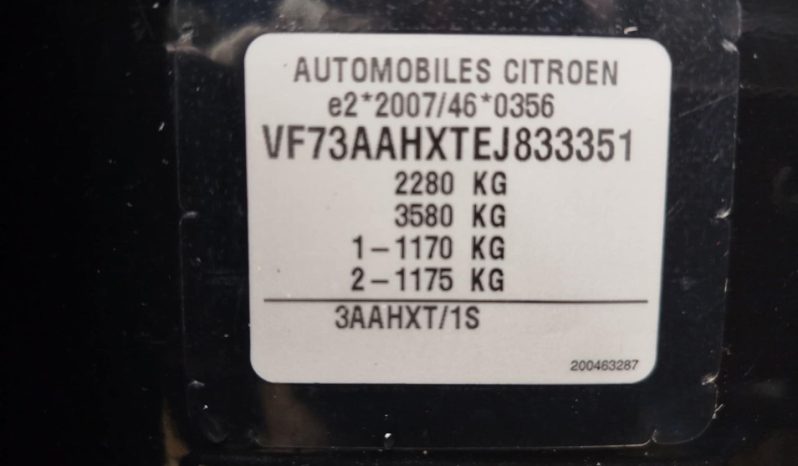 AUTOMOBILES CITROEN
e2*2007/46*0356
VF73AAHXTEJ833351
2280 KG
3580 KG
1-1170 KG
2-1175 KG
3AAHXT/1S
200463287